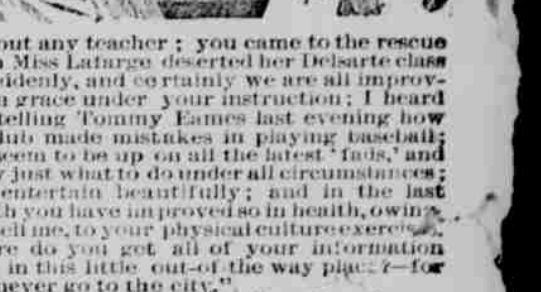 out any teacher ; you came to the rescue
Miss Lafarge deserted her Delsarte class
idenly, and certainly we are all improv-
grace under your instruction; I heard
telling Tommy Eames last evening how
lub made mistakes in playing baseball;
seem to be up on all the latest 'fads,' and
just what to do under all circumstances;
entertain beautifully; and in the last
h you have improved so in health, owing,
ell me, to your physical culture exercises.
re do you get all of your information
in this little out-of the way place?—for
never go to the city."